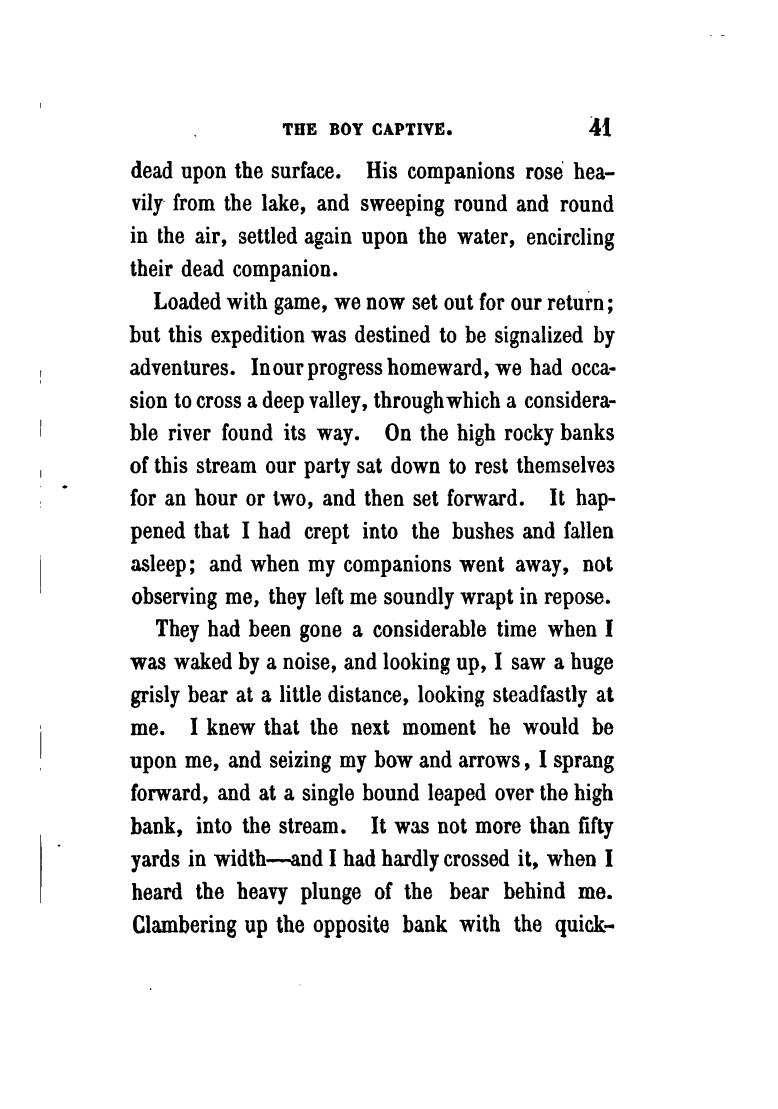 THE BOY CAPTIVE. 41
dead upon the surface. His companions rose hea-
vily from the lake, and sweeping round and round
in the air, settled again upon the water, encircling
their dead companion.
Loaded with game, we now set out for our return;
but this expedition was destined to be signalized by
adventures. In our progress homeward, we had occa-
sion to cross a deep valley, through which a considera-
ble river found its way. On the high rocky banks
of this stream our party sat down to rest themselves
for an hour or two, and then set forward. It hap-
pened that I had crept into the bushes and fallen
asleep; and when my companions went away, not
observing me, they left me soundly wrapt in repose.
They had been gone a considerable time when I
was waked by a noise, and looking up, I saw a huge
grisly bear at a little distance, looking steadfastly at
me. I knew that the next moment he would be
upon me, and seizing my bow and arrows, I sprang
forward, and at a single bound leaped over the high
bank, into the stream. It was not more than fifty
yards in width—and I had hardly crossed it, when I
heard the heavy plunge of the bear behind me.
Clambering up the opposite bank with the quick-